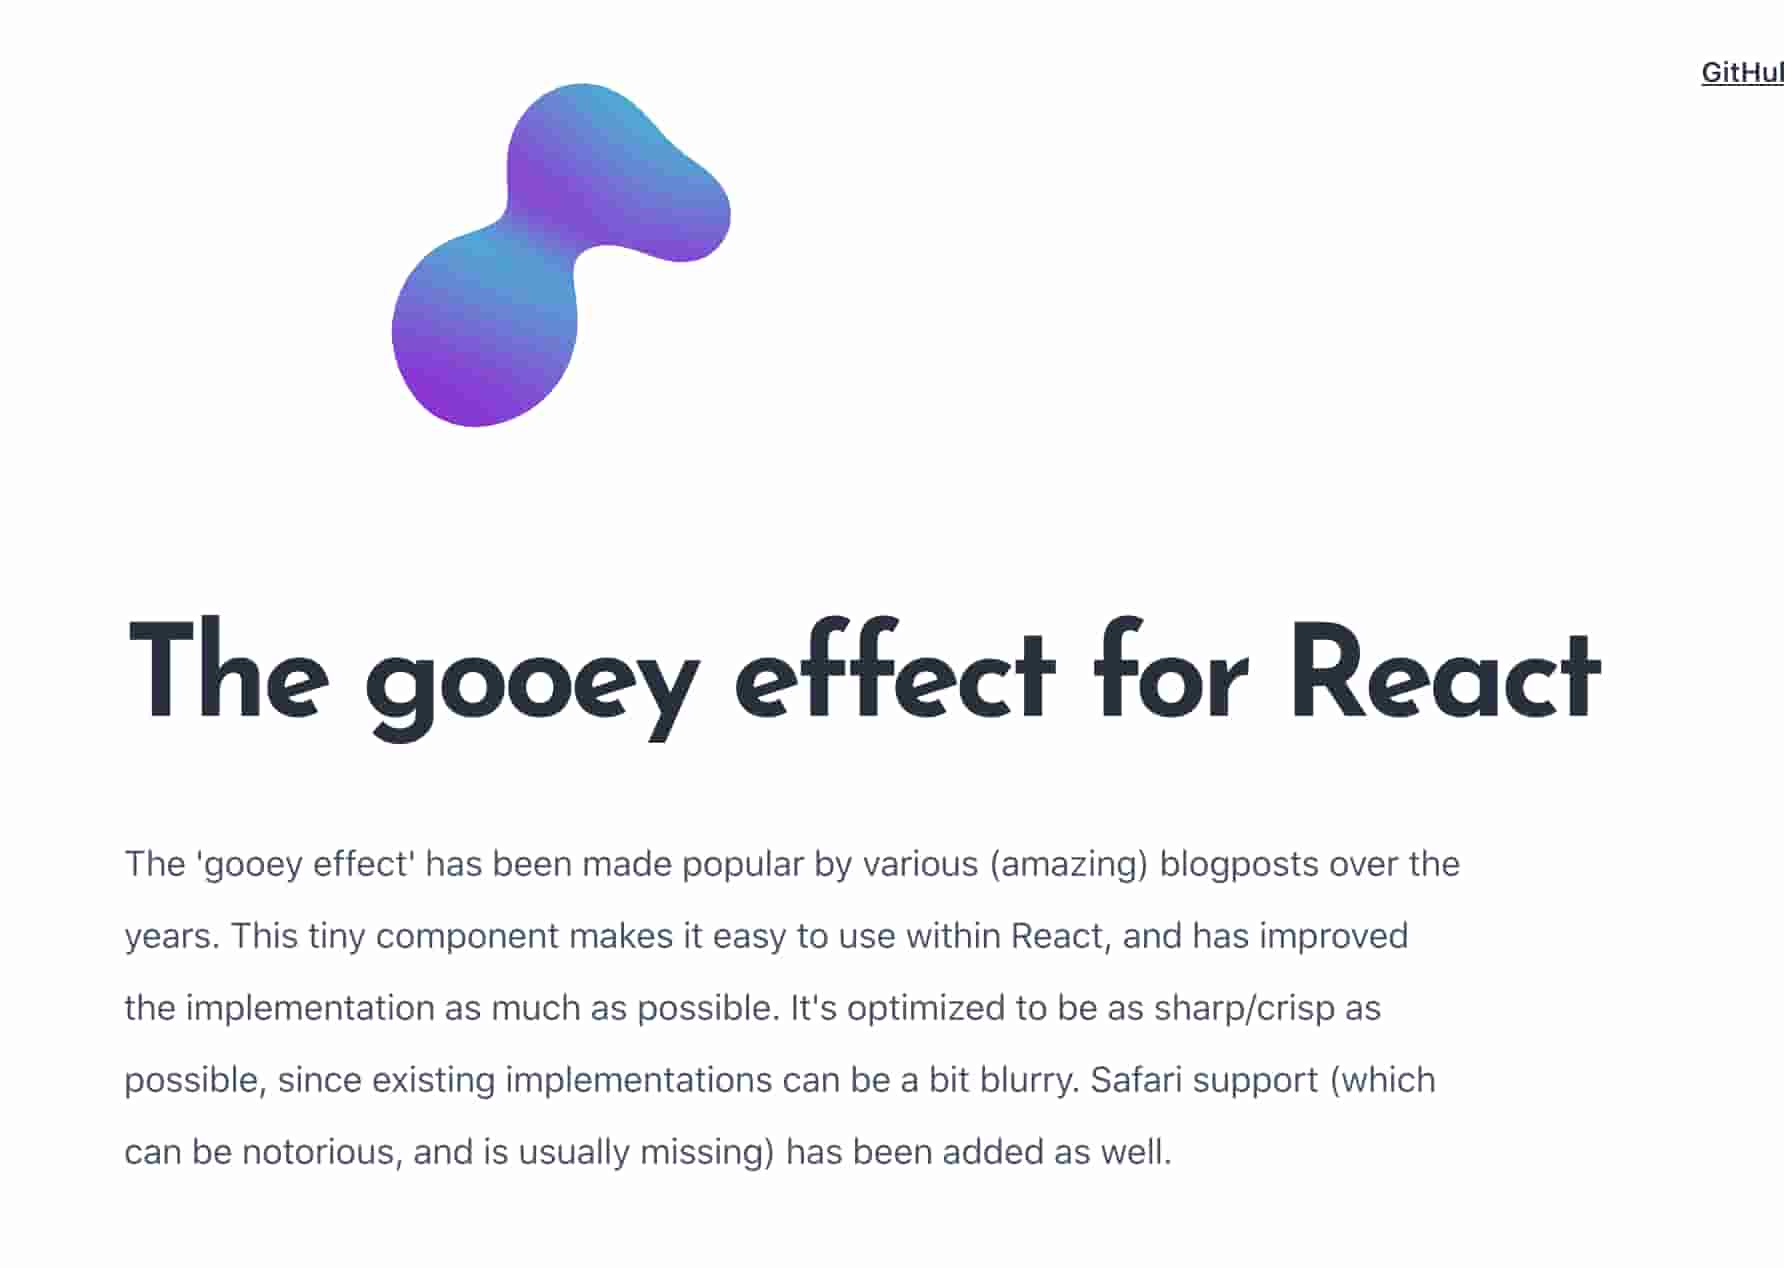 GitHub
The gooey effect for React
The 'gooey effect' has been made popular by various (amazing) blogposts over the
years. This tiny component makes it easy to use within React, and has improved
the implementation as much as possible. It's optimized to be as sharp/crisp as
possible, since existing implementations can be a bit blurry. Safari support (which
can be notorious, and is usually missing) has been added as well.